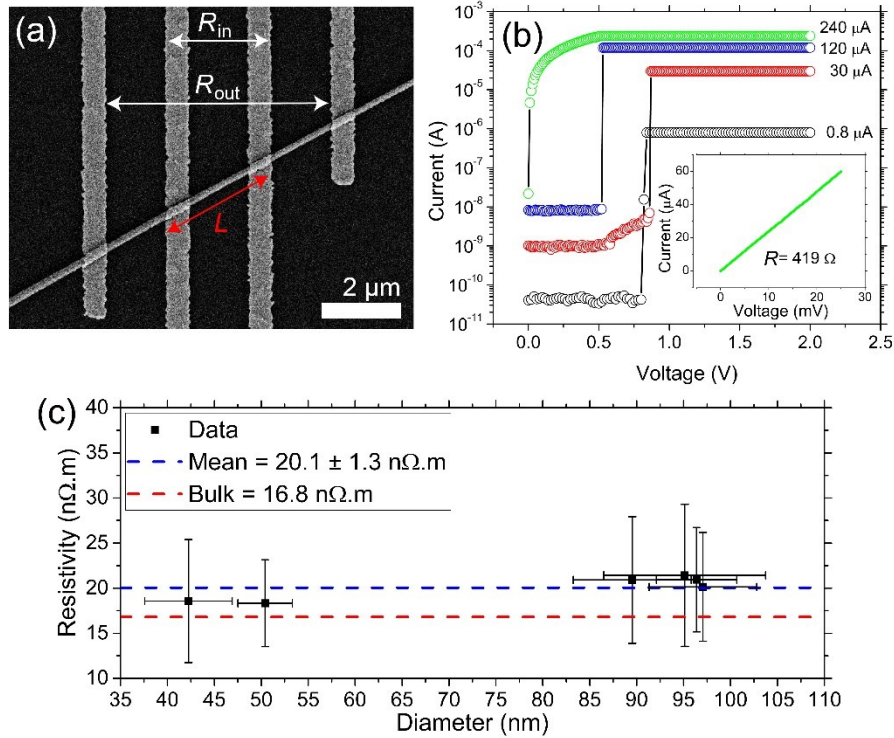 (a)
R_in
R_out
L
2 μm
(b)
Current (A)
10⁻³
10⁻⁴
10⁻⁵
10⁻⁶
10⁻⁷
10⁻⁸
10⁻⁹
10⁻¹⁰
10⁻¹¹
240 μA
120 μA
30 μA
0.8 μA
Current (μA)
60
40
20
0
R= 419 Ω
0 10 20
Voltage (mV)
0.0 0.5 1.0 1.5 2.0 2.5
Voltage (V)
(c)
Resistivity (nΩ.m)
40
35
30
25
20
15
10
Data
Mean = 20.1 ± 1.3 nΩ.m
Bulk = 16.8 nΩ.m
35 40 45 50 55 60 65 70 75 80 85 90 95 100 105 110
Diameter (nm)